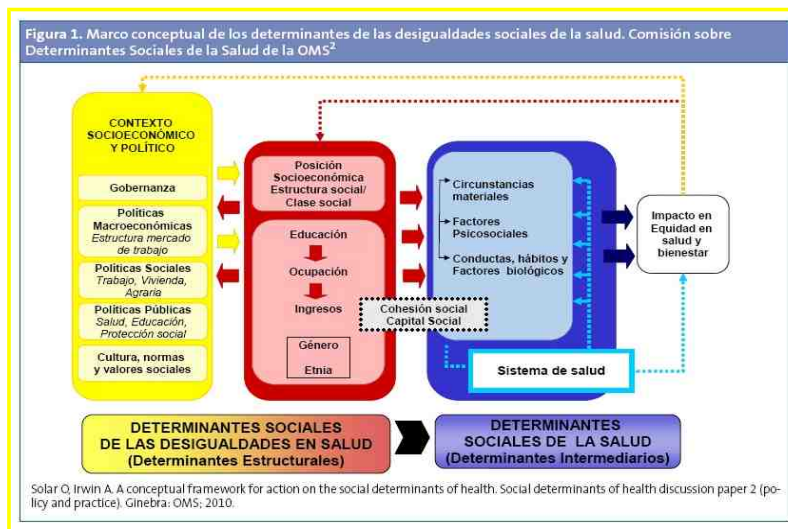 Figura 1. Marco conceptual de los determinantes de las desigualdades sociales de la salud. Comisión sobre
Determinantes Sociales de la Salud de la OMS2
CONTEXTO
SOCIOECONÓMICO
Y POLÍTICO
Gobernanza
Políticas
Macroeconómicas
Estructura mercado
de trabajo
Políticas Sociales
Trabajo, Vivienda,
Agraria
Políticas Públicas
Salud, Educación,
Protección social
Cultura, normas
y valores sociales
Posición
Socioeconómica
Estructura social/
Clase social
Educación
Ocupación
Ingresos
Género
Etnia
Cohesión social
Capital Social
Circunstancias
materiales
Factores
Psicosociales
Conductas, hábitos y
Factores biológicos
Sistema de salud
Impacto en
Equidad en
salud y
bienestar
DETERMINANTES SOCIALES
DE LAS DESIGUALDADES EN SALUD
(Determinantes Estructurales)
DETERMINANTES
SOCIALES DE LA SALUD
(Determinantes Intermediarios)
Solar O, Irwin A. A conceptual framework for action on the social determinants of health. Social determinants of health discussion paper 2 (po-
licy and practice). Ginebra: OMS; 2010.